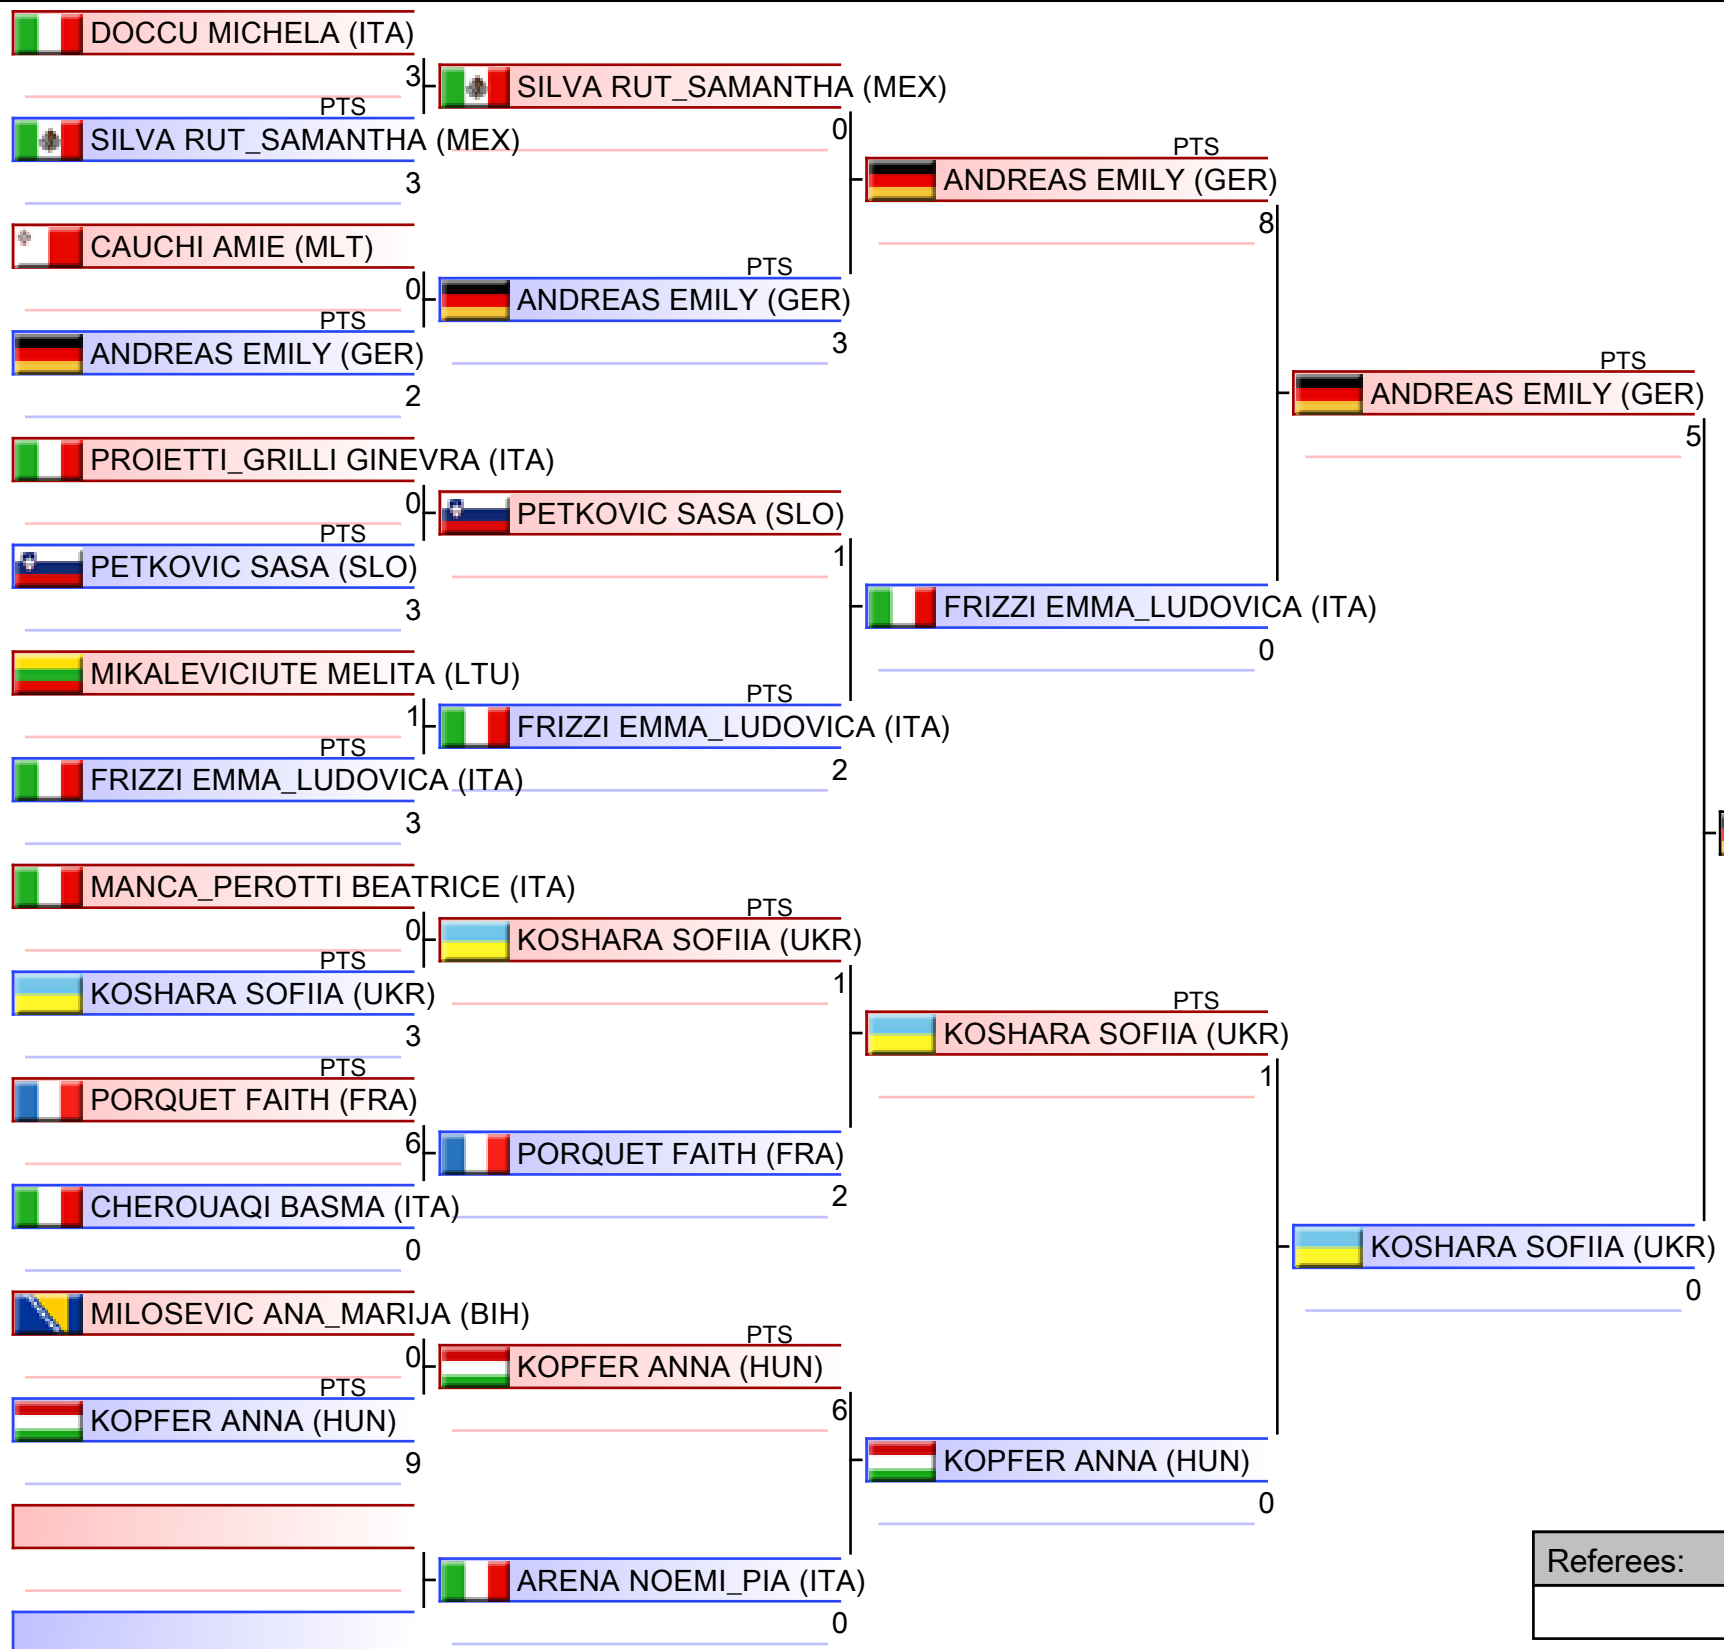 DOCCU MICHELA (ITA)
3
PTS
SILVA RUT_SAMANTHA (MEX)
3
CAUCHI AMIE (MLT)
0
PTS
ANDREAS EMILY (GER)
2
PROIETTI_GRILLI GINEVRA (ITA)
0
PTS
PETKOVIC SASA (SLO)
3
MIKALEVICIUTE MELITA (LTU)
1
PTS
FRIZZI EMMA_LUDOVICA (ITA)
3
MANCA_PEROTTI BEATRICE (ITA)
0
PTS
KOSHARA SOFIIA (UKR)
3
PTS
PORQUET FAITH (FRA)
6
CHEROUAQI BASMA (ITA)
0
MILOSEVIC ANA_MARIJA (BIH)
0
PTS
KOPFER ANNA (HUN)
9
SILVA RUT_SAMANTHA (MEX)
0
PTS
ANDREAS EMILY (GER)
3
PETKOVIC SASA (SLO)
1
PTS
FRIZZI EMMA_LUDOVICA (ITA)
2
PTS
KOSHARA SOFIIA (UKR)
1
PORQUET FAITH (FRA)
2
PTS
KOPFER ANNA (HUN)
6
ARENA NOEMI_PIA (ITA)
0
PTS
ANDREAS EMILY (GER)
8
FRIZZI EMMA_LUDOVICA (ITA)
0
PTS
KOSHARA SOFIIA (UKR)
1
KOPFER ANNA (HUN)
0
PTS
ANDREAS EMILY (GER)
5
KOSHARA SOFIIA (UKR)
0
Referees: